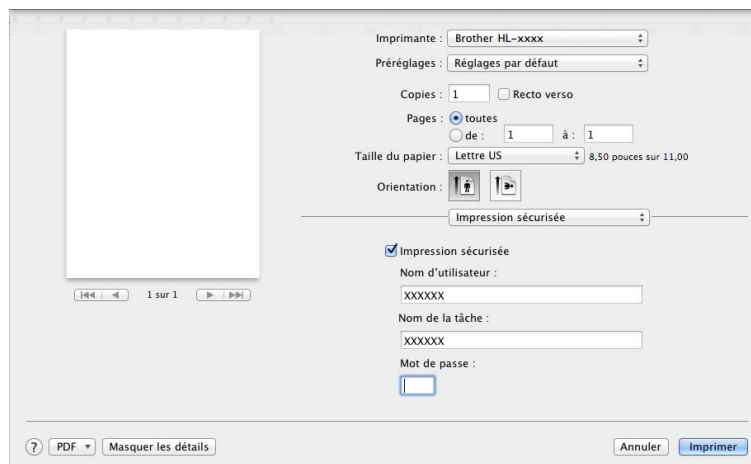 Imprimante : Brother HL-xxxx
Préréglages : Réglages par défaut
Copies : 1 Recto verso
Pages : toutes
de : 1 à : 1
Taille du papier : Lettre US 8,50 pouces sur 11,00
Orientation :
Impression sécurisée
Impression sécurisée
Nom d'utilisateur :
XXXXXX
Nom de la tâche :
XXXXXX
Mot de passe :
1 sur 1
? PDF Masquer les détails Annuler Imprimer